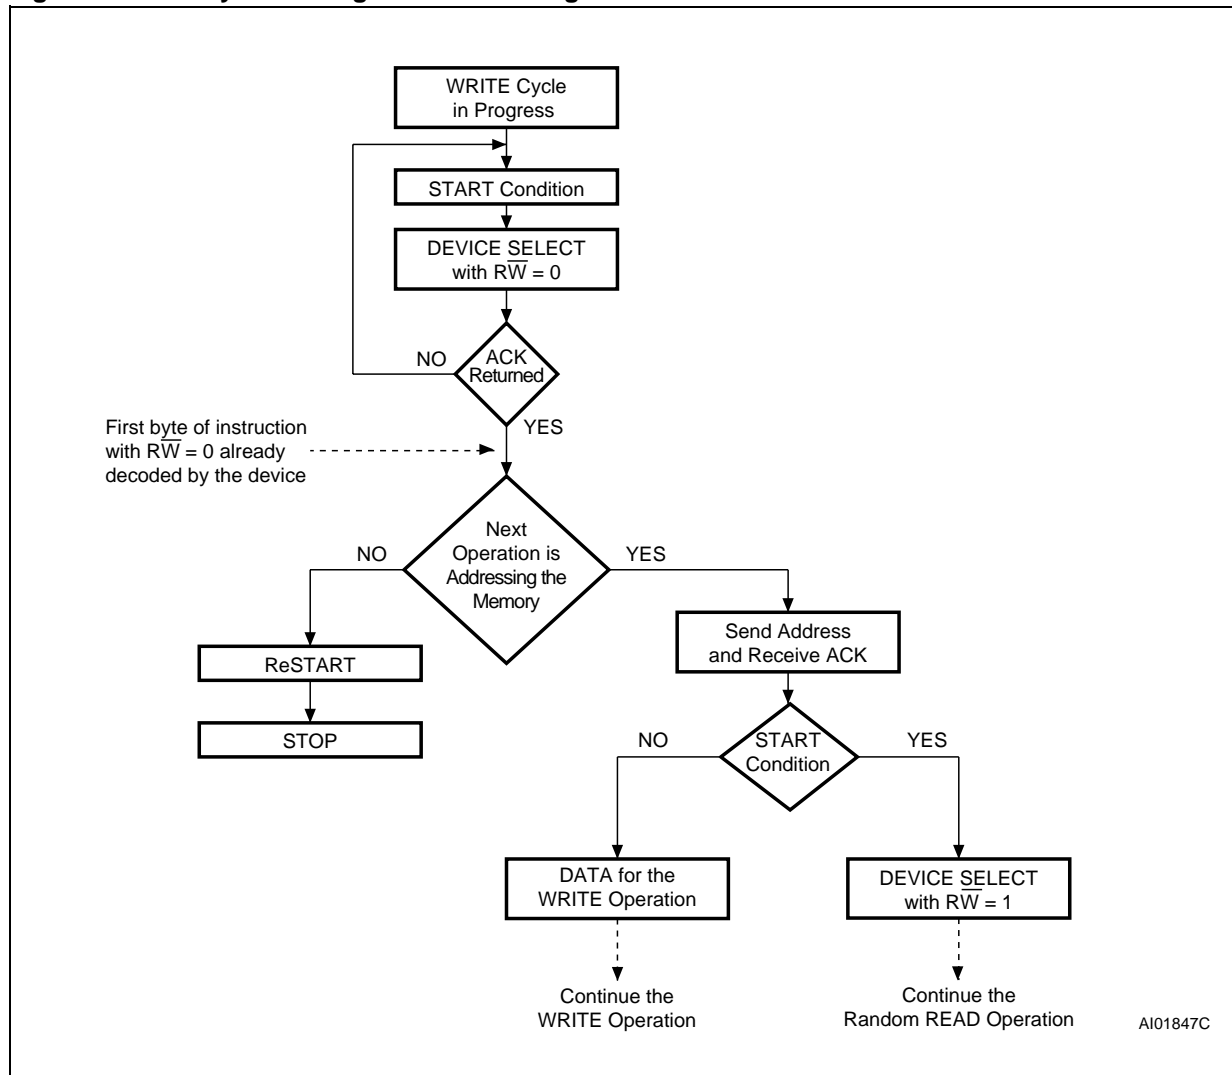 WRITE Cycle
in Progress
START Condition
DEVICE SELECT
with RW̅ = 0
ACK
Returned
NO
YES
First byte of instruction
with RW̅ = 0 already
decoded by the device
Next
Operation is
Addressing the
Memory
NO
YES
ReSTART
STOP
Send Address
and Receive ACK
START
Condition
NO
YES
DATA for the
WRITE Operation
DEVICE SELECT
with RW̅ = 1
Continue the
WRITE Operation
Continue the
Random READ Operation
AI01847C